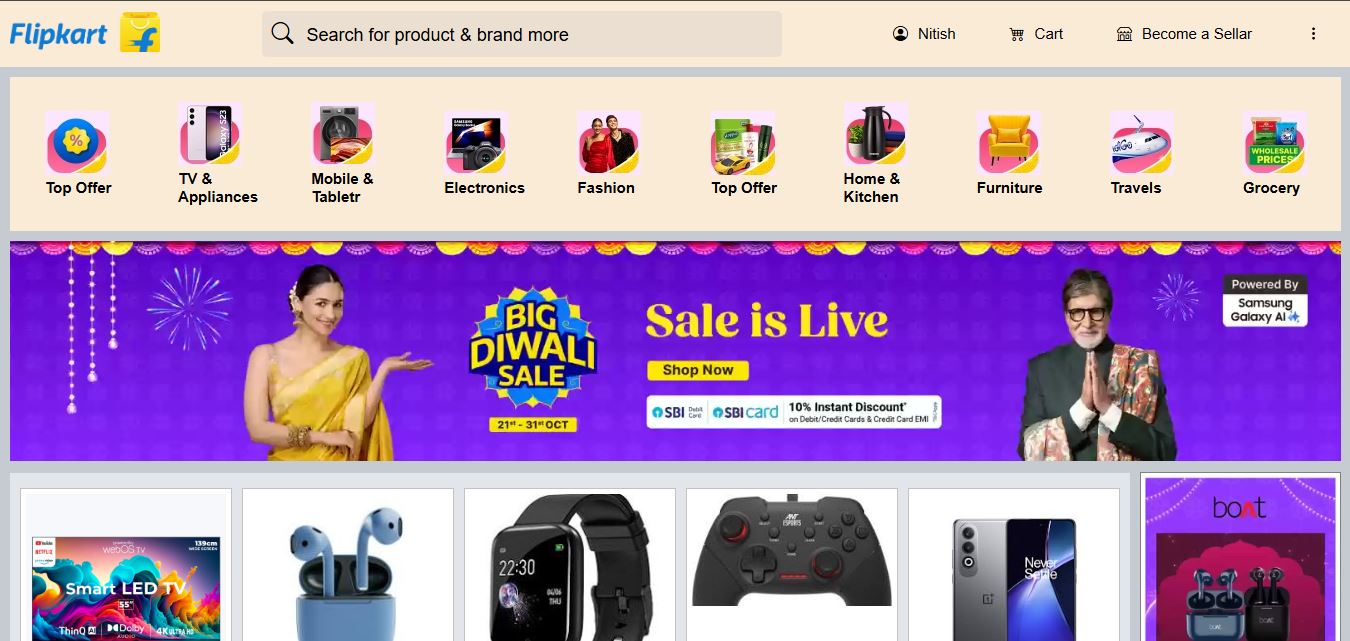 Flipkart
Search for product & brand more
Nitish
Cart
Become a Sellar
Galaxy S23
SAMSUNG
WHOLESALE
PRICES
Top Offer
TV &
Appliances
Mobile &
Tabletr
Electronics
Fashion
Top Offer
Home &
Kitchen
Furniture
Travels
Grocery
BIG
DIWALI
SALE
21st - 31st OCT
Sale is Live
Shop Now
SBI Debit Card
SBI card
10% Instant Discount*
on Debit/Credit Cards & Credit Card EMI
Powered By
Samsung
Galaxy AI
YouTube
NETFLIX
webOS TV
139cm
WIDE SCREEN
Smart LED TV
55"
ThinQ AI
Dolby
AUDIO
4K ULTRA HD
22:30
04/06
THU
ANT
ESPORTS
Never
Settle
boAt